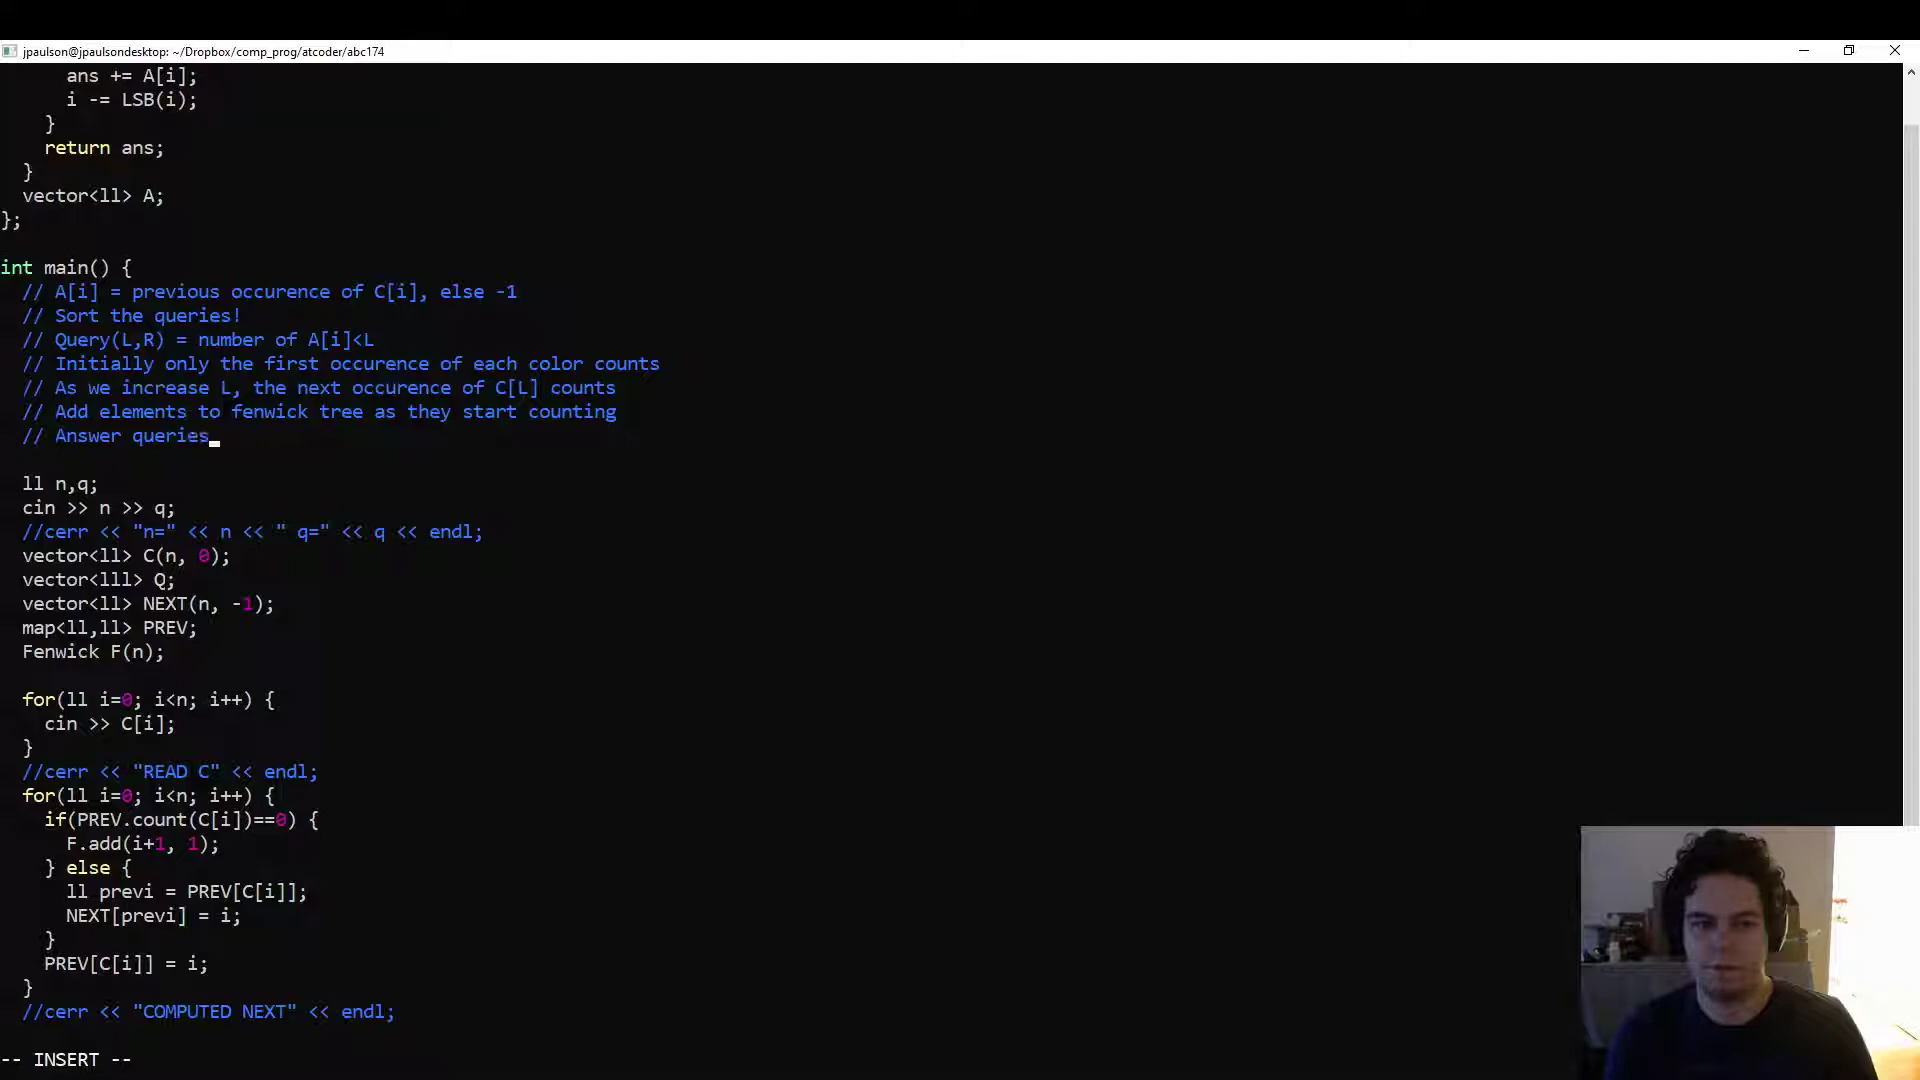 jpaulson@jpaulsondesktop: ~/Dropbox/comp_prog/atcoder/abc174
ans += A[i];
i -= LSB(i);
}
return ans;
}
vector<ll> A;
};
int main() {
// A[i] = previous occurence of C[i], else -1
// Sort the queries!
// Query(L,R) = number of A[i]<L
// Initially only the first occurence of each color counts
// As we increase L, the next occurence of C[L] counts
// Add elements to fenwick tree as they start counting
// Answer queries
ll n,q;
cin >> n >> q;
//cerr << "n=" << n << " q=" << q << endl;
vector<ll> C(n, 0);
vector<lll> Q;
vector<ll> NEXT(n, -1);
map<ll,ll> PREV;
Fenwick F(n);
for(ll i=0; i<n; i++) {
cin >> C[i];
}
//cerr << "READ C" << endl;
for(ll i=0; i<n; i++) {
if(PREV.count(C[i])==0) {
F.add(i+1, 1);
} else {
ll previ = PREV[C[i]];
NEXT[previ] = i;
}
PREV[C[i]] = i;
}
//cerr << "COMPUTED NEXT" << endl;
-- INSERT --